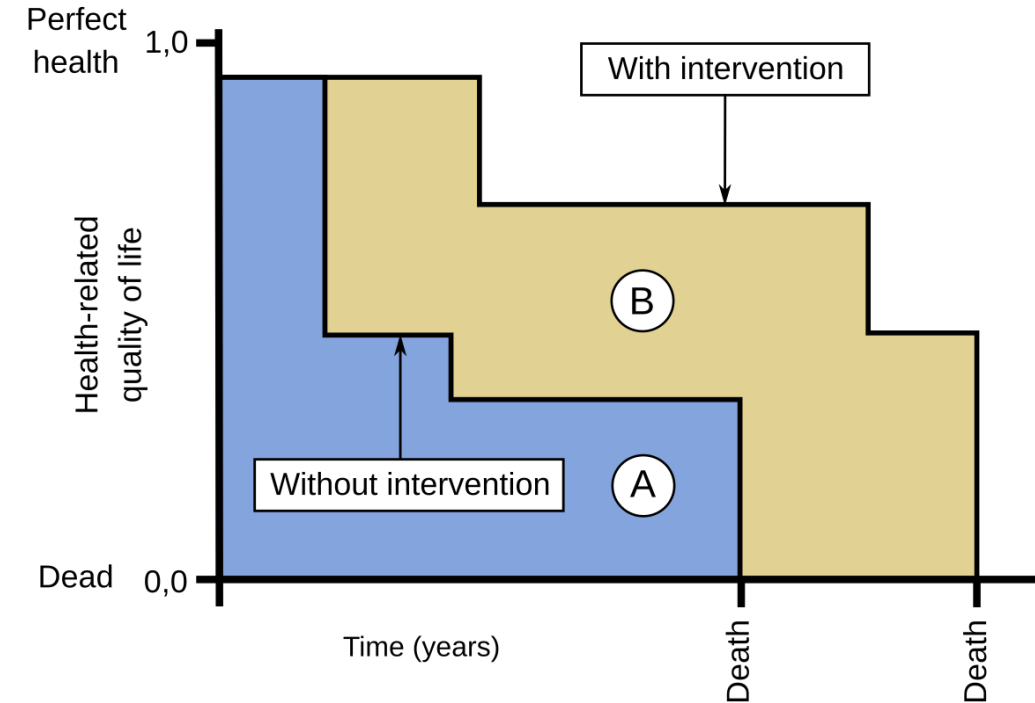 Perfect
health
1,0
With intervention
Health-related
quality of life
B
Without intervention
A
Dead
0,0
Time (years)
Death
Death